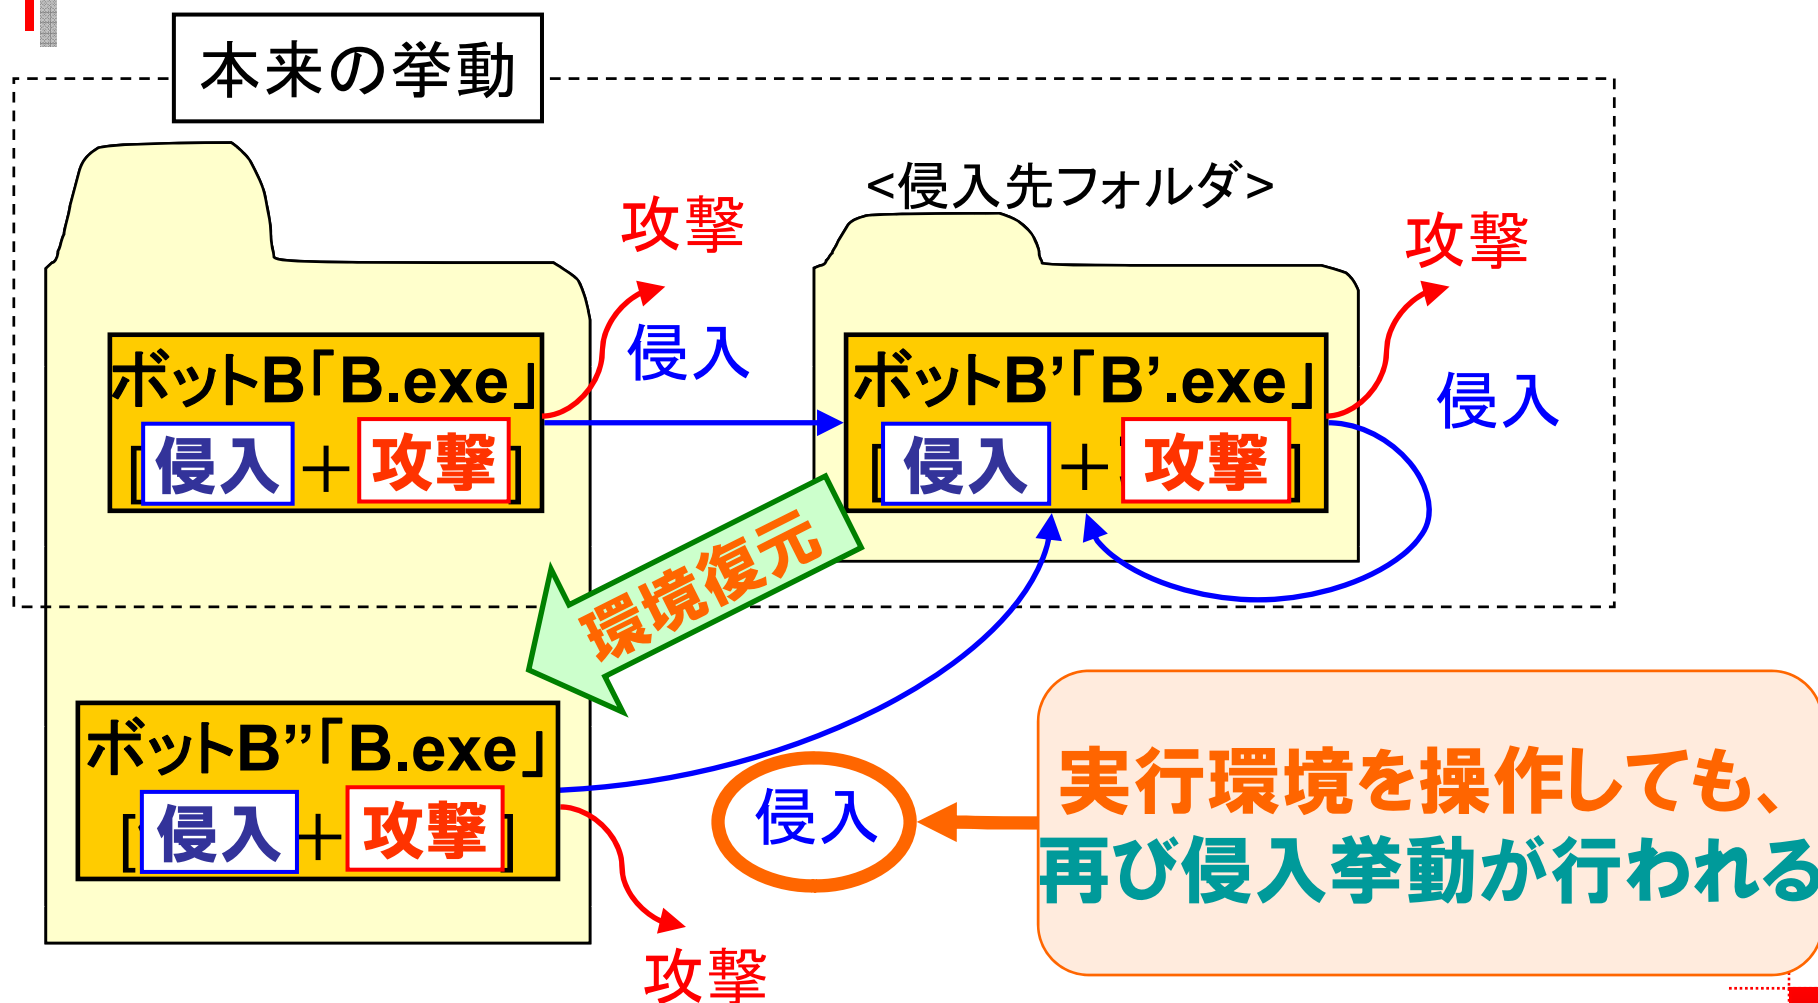 本来の挙動
<侵入先フォルダ>
攻撃
攻撃
侵入
侵入
ボットB「B.exe」
[侵入＋攻撃]
ボットB’「B’.exe」
[侵入＋攻撃]
環境復元
ボットB”「B.exe」
[侵入＋攻撃]
侵入
攻撃
実行環境を操作しても、
再び侵入挙動が行われる